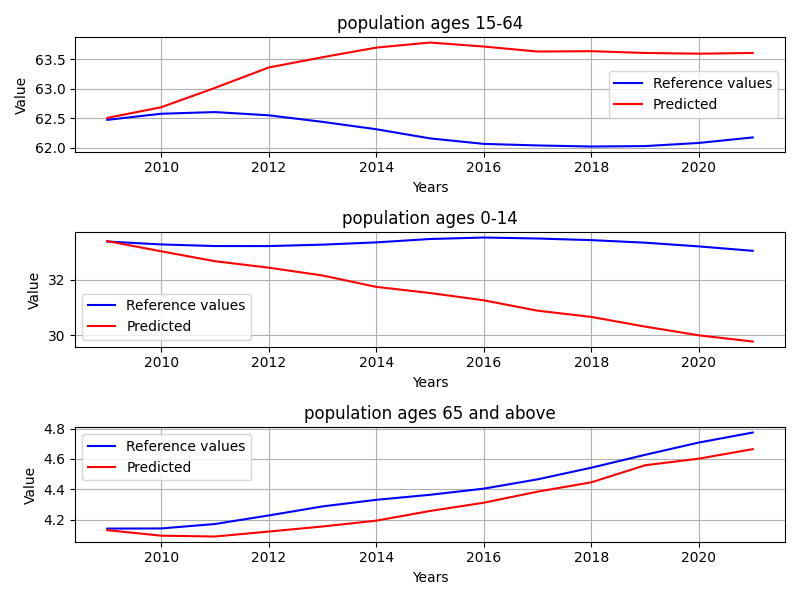 population ages 15-64
Value
63.5
63.0
62.5
62.0
Reference values
Predicted
2010 2012 2014 2016 2018 2020
Years
population ages 0-14
Value
32
30
Reference values
Predicted
2010 2012 2014 2016 2018 2020
Years
population ages 65 and above
Value
4.8
4.6
4.4
4.2
Reference values
Predicted
2010 2012 2014 2016 2018 2020
Years